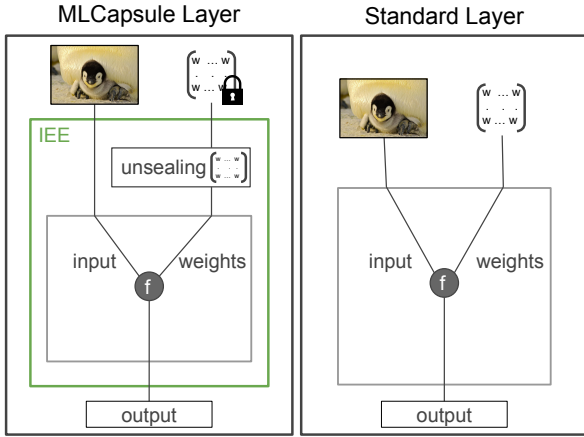 MLCapsule Layer
w ... w
. . .
w ... w
IEE
unsealing
w ... w
. . .
w ... w
input
weights
f
output
Standard Layer
w ... w
. . .
w ... w
input
weights
f
output